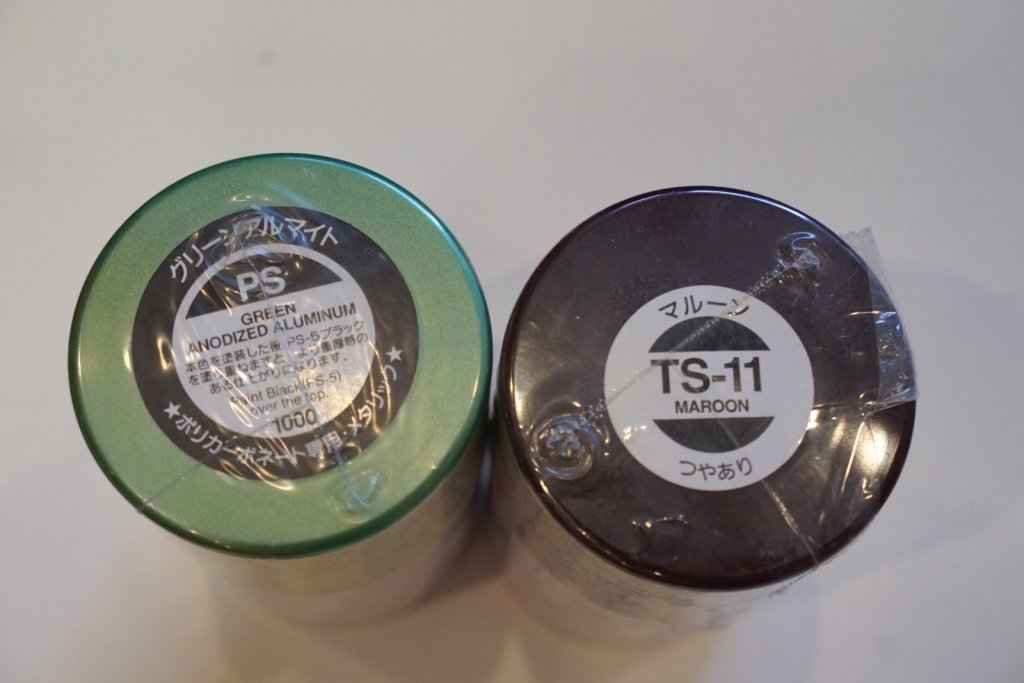 グリーンアルマイト
PS
GREEN
ANODIZED ALUMINUM
本色を塗装した後 PS-5ブラック
を塗り重ねますと、より重厚感の
ある仕上がりになります。
Paint Black (PS-5)
over the top.
1000
★ポリカーボネート専用・メタリック★
マルーン
TS-11
MAROON
つやあり